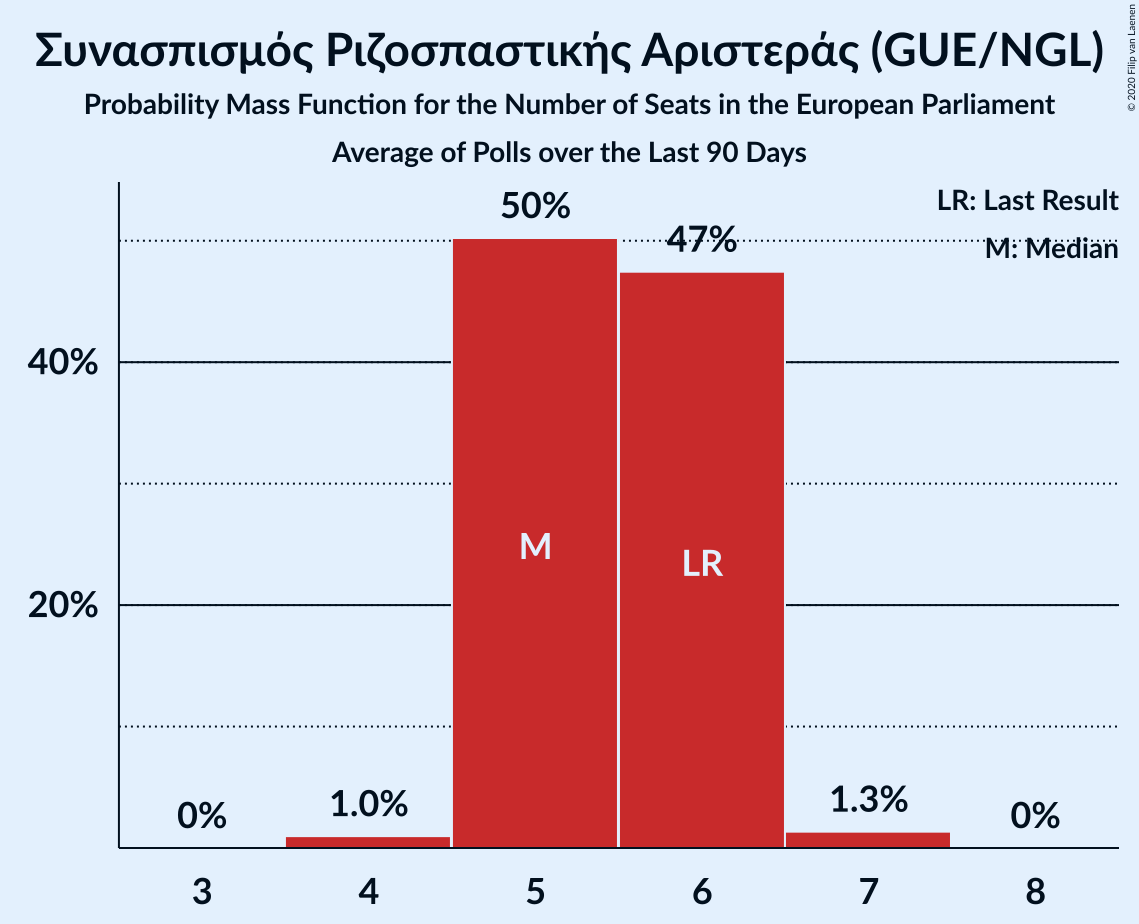 Συνασπισμός Ριζοσπαστικής Αριστεράς (GUE/NGL)
Probability Mass Function for the Number of Seats in the European Parliament
Average of Polls over the Last 90 Days
© 2020 Filip van Laenen
LR: Last Result
M: Median
50%
47%
40%
M
LR
20%
0%
1.0%
1.3%
0%
3
4
5
6
7
8